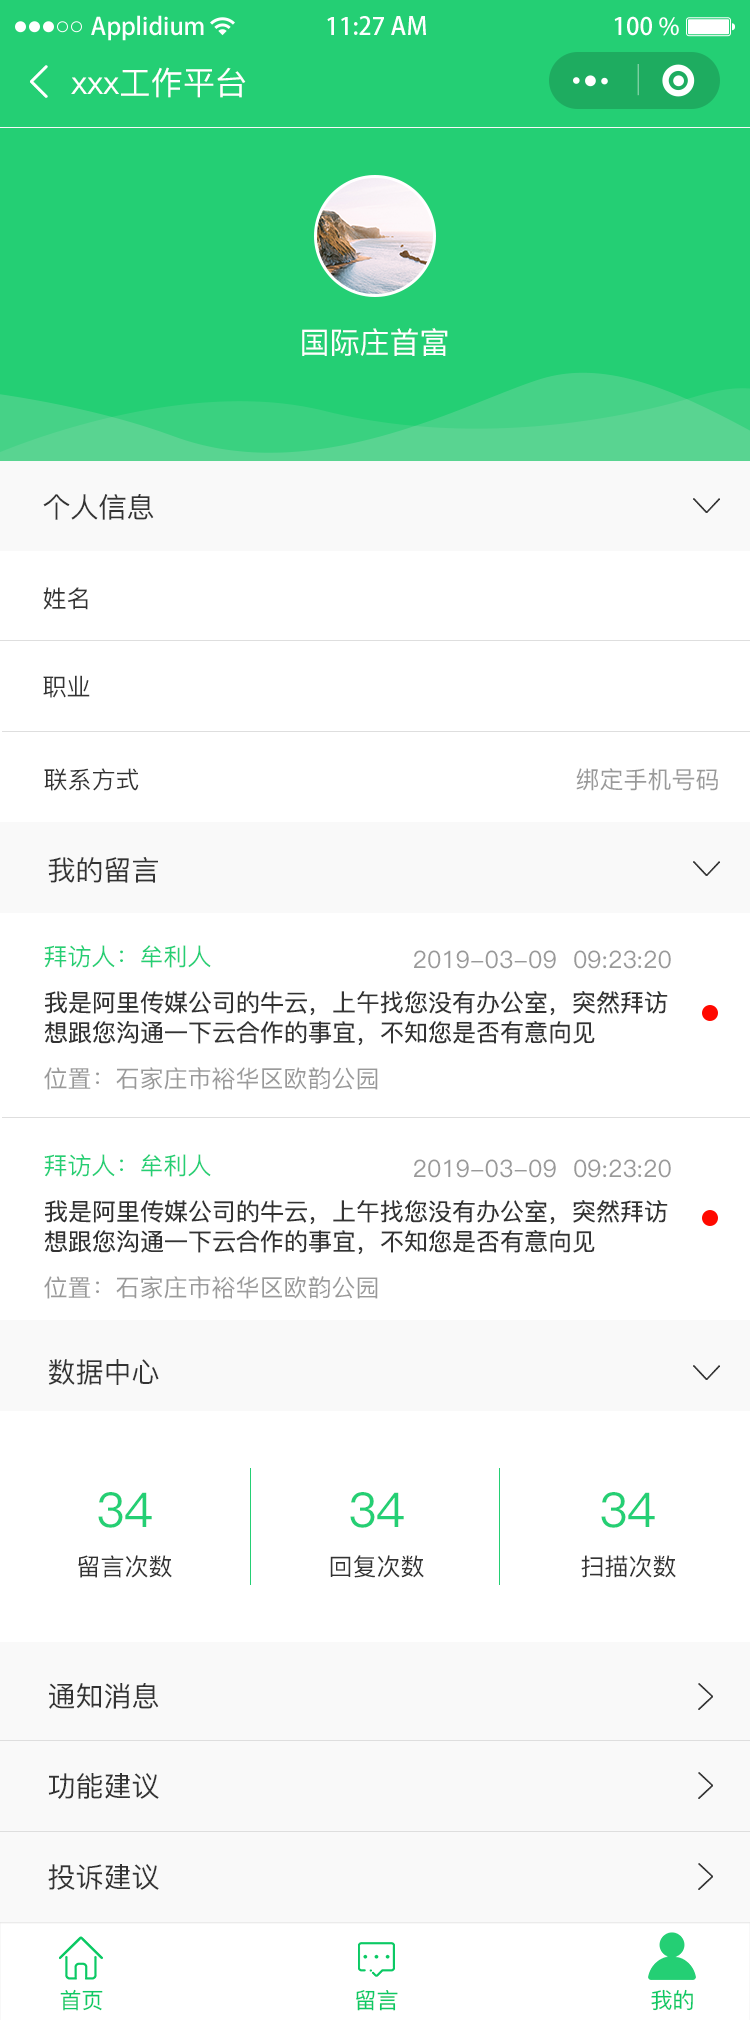 Applidium 11:27 AM 100 %
xxx工作平台
国际庄首富
个人信息
姓名
职业
联系方式 绑定手机号码
我的留言
拜访人：牟利人 2019-03-09 09:23:20
我是阿里传媒公司的牛云，上午找您没有办公室，突然拜访
想跟您沟通一下云合作的事宜，不知您是否有意向见
位置：石家庄市裕华区欧韵公园
拜访人：牟利人 2019-03-09 09:23:20
我是阿里传媒公司的牛云，上午找您没有办公室，突然拜访
想跟您沟通一下云合作的事宜，不知您是否有意向见
位置：石家庄市裕华区欧韵公园
数据中心
34 34 34
留言次数 回复次数 扫描次数
通知消息
功能建议
投诉建议
首页 留言 我的